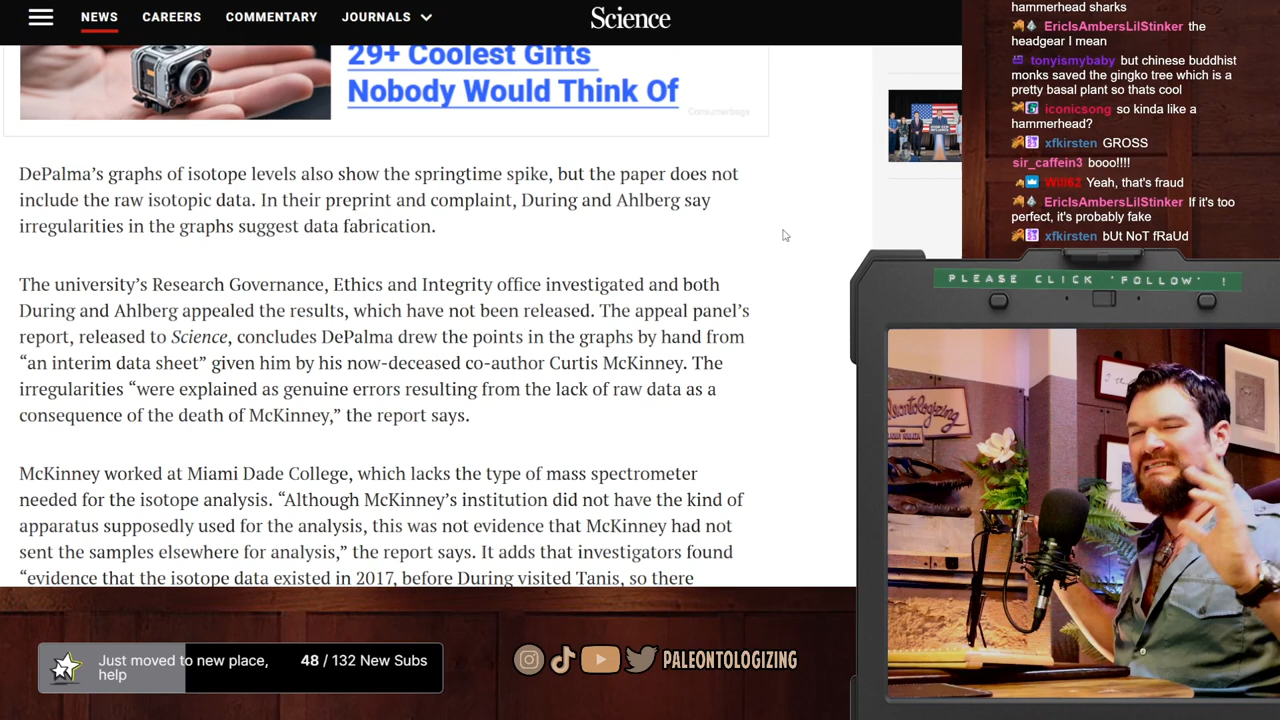 NEWS
CAREERS
COMMENTARY
JOURNALS
Science
29+ Coolest Gifts
Nobody Would Think Of
Consumerbags
DePalma’s graphs of isotope levels also show the springtime spike, but the paper does not
include the raw isotopic data. In their preprint and complaint, During and Ahlberg say
irregularities in the graphs suggest data fabrication.
The university’s Research Governance, Ethics and Integrity office investigated and both
During and Ahlberg appealed the results, which have not been released. The appeal panel’s
report, released to Science, concludes DePalma drew the points in the graphs by hand from
“an interim data sheet” given him by his now-deceased co-author Curtis McKinney. The
irregularities “were explained as genuine errors resulting from the lack of raw data as a
consequence of the death of McKinney,” the report says.
McKinney worked at Miami Dade College, which lacks the type of mass spectrometer
needed for the isotope analysis. “Although McKinney’s institution did not have the kind of
apparatus supposedly used for the analysis, this was not evidence that McKinney had not
sent the samples elsewhere for analysis,” the report says. It adds that investigators found
“evidence that the isotope data existed in 2017, before During visited Tanis, so there
hammerhead sharks
EricIsAmbersLilStinker the
headgear I mean
tonyismybaby but chinese buddhist
monks saved the gingko tree which is a
pretty basal plant so thats cool
iconicsong so kinda like a
hammerhead?
xfkirsten GROSS
sir_caffein3 booo!!!!
Will62 Yeah, that's fraud
EricIsAmbersLilStinker If it's too
perfect, it's probably fake
xfkirsten bUt NoT fRaUd
PLEASE CLICK 'FOLLOW' !
Just moved to new place,
help
48 / 132 New Subs
PALEONTOLOGIZING